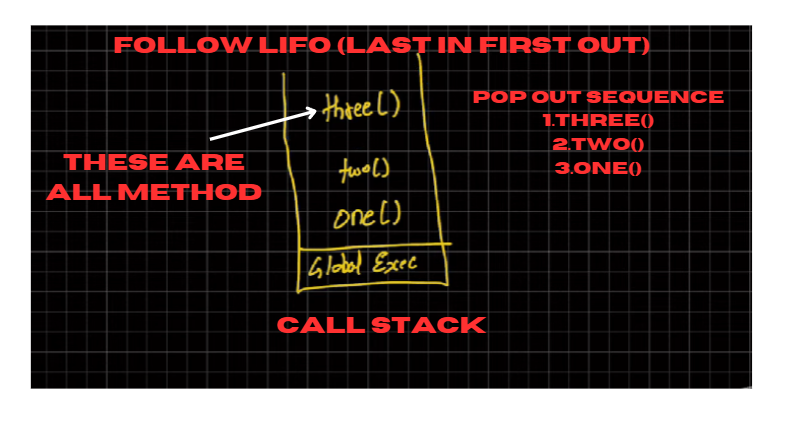 FOLLOW LIFO (LAST IN FIRST OUT)
three()
two()
one()
Global Exec
THESE ARE
ALL METHOD
POP OUT SEQUENCE
1.THREE()
2.TWO()
3.ONE()
CALL STACK